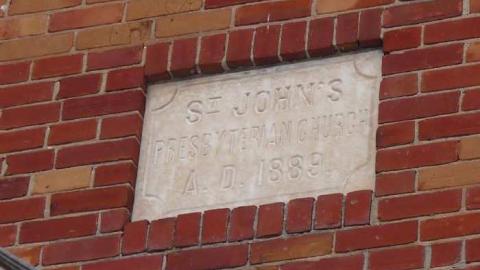 ST JOHN'S
PRESBYTERIAN CHURCH
A. D. 1889.